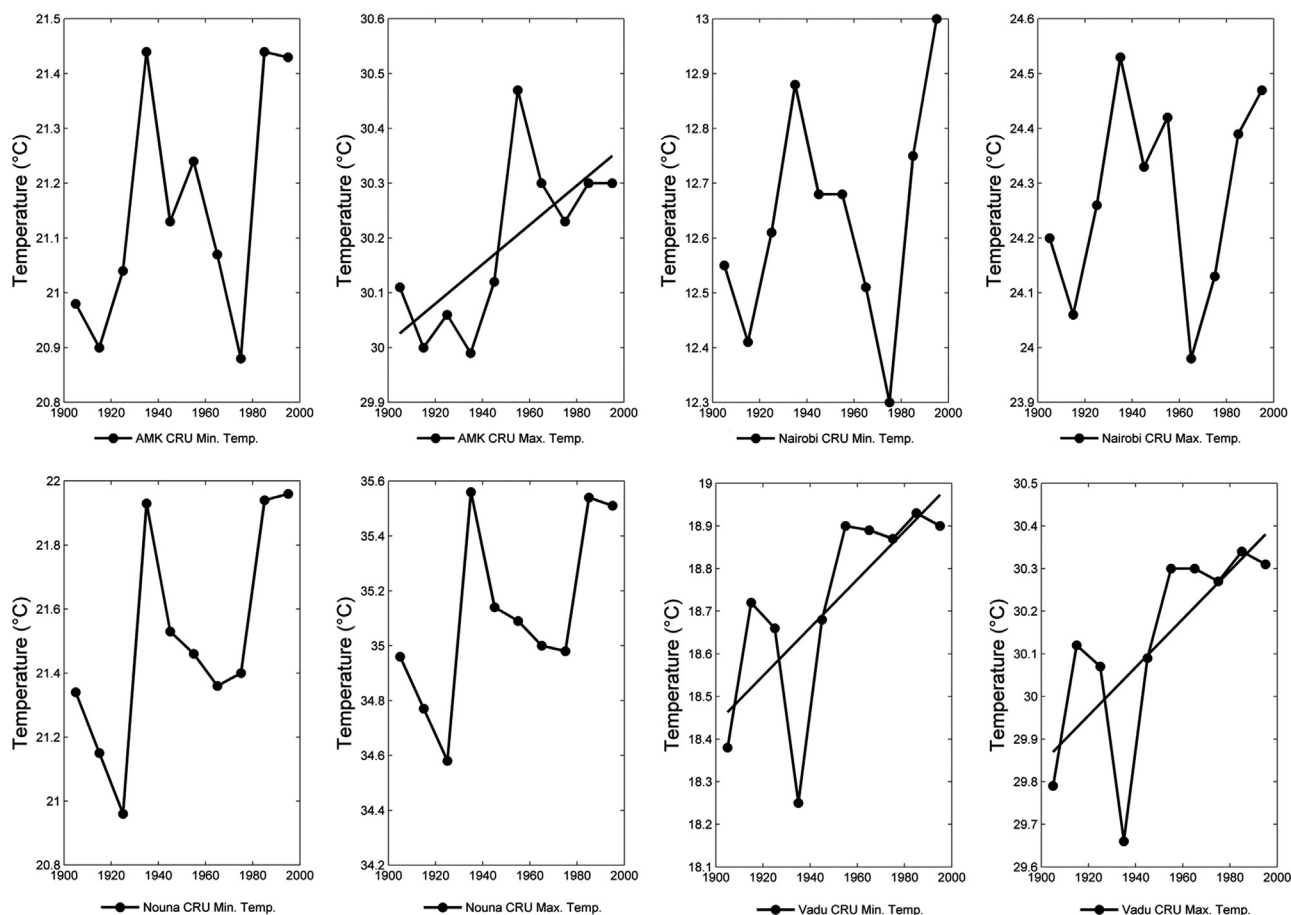 Temperature (°C)
21.5
21.4
21.3
21.2
21.1
21
20.9
20.8
1900 1920 1940 1960 1980 2000
AMK CRU Min. Temp.
Temperature (°C)
30.6
30.5
30.4
30.3
30.2
30.1
30
29.9
1900 1920 1940 1960 1980 2000
AMK CRU Max. Temp.
Temperature (°C)
13
12.9
12.8
12.7
12.6
12.5
12.4
12.3
1900 1920 1940 1960 1980 2000
Nairobi CRU Min. Temp.
Temperature (°C)
24.6
24.5
24.4
24.3
24.2
24.1
24
23.9
1900 1920 1940 1960 1980 2000
Nairobi CRU Max. Temp.
Temperature (°C)
22
21.8
21.6
21.4
21.2
21
20.8
1900 1920 1940 1960 1980 2000
Nouna CRU Min. Temp.
Temperature (°C)
35.6
35.4
35.2
35
34.8
34.6
34.4
34.2
1900 1920 1940 1960 1980 2000
Nouna CRU Max. Temp.
Temperature (°C)
19
18.9
18.8
18.7
18.6
18.5
18.4
18.3
18.2
18.1
1900 1920 1940 1960 1980 2000
Vadu CRU Min. Temp.
Temperature (°C)
30.5
30.4
30.3
30.2
30.1
30
29.9
29.8
29.7
29.6
1900 1920 1940 1960 1980 2000
Vadu CRU Max. Temp.